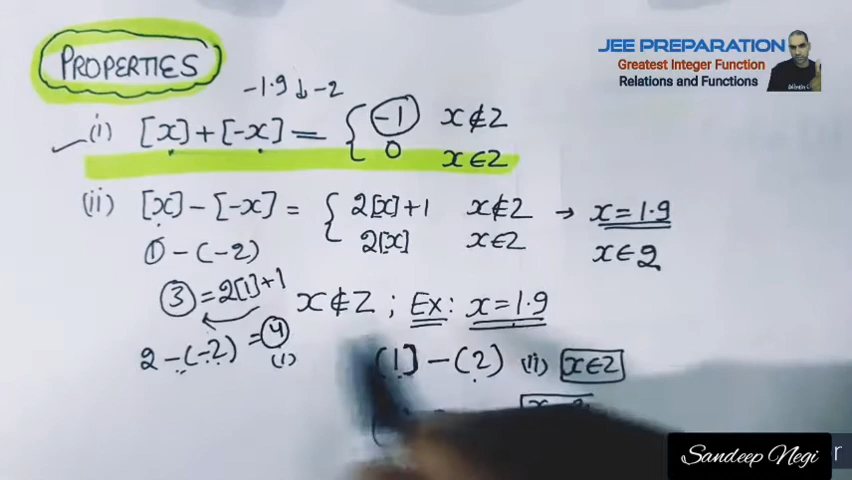 PROPERTIES
JEE PREPARATION
Greatest Integer Function
Relations and Functions
-1.9 ↓ -2
(i) [x]+[-x] = { -1 x∉Z
0 x∈Z
(ii) [x] - [-x] = { 2[x]+1 x∉Z → x=1.9
2[x] x∈Z x∈2
1 - (-2)
3 = 2[1]+1 x∉Z ; Ex: x=1.9
2 - (-2) = 4 (1] - (2) (ii) x∈Z
(i)
Sandeep Negi